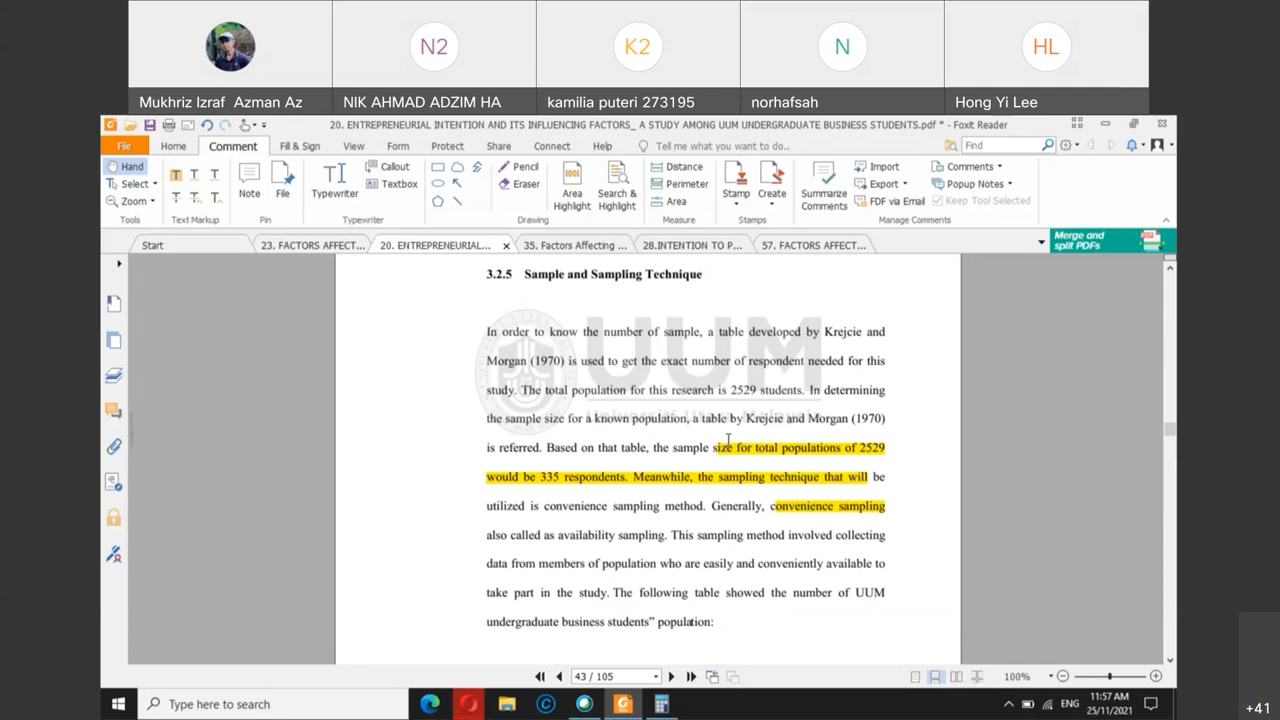 N2
K2
N
HL
Mukhriz Izraf Azman Az
NIK AHMAD ADZIM HA
kamilia puteri 273195
norhafsah
Hong Yi Lee
20. ENTREPRENEURIAL INTENTION AND ITS INFLUENCING FACTORS_ A STUDY AMONG UUM UNDERGRADUATE BUSINESS STUDENTS.pdf * - Foxit Reader
File Home Comment Fill & Sign View Form Protect Share Connect Help Tell me what you want to do.. Find
Hand
Select
Zoom
Tools
T T T
T T T
Text Markup
Note
File
Pin
Typewriter
Callout
Textbox
Typewriter
Pencil
Eraser
Drawing
Area
Highlight
Search &
Highlight
Distance
Perimeter
Area
Measure
Stamp
Create
Stamps
Summarize
Comments
Import
Export
FDF via Email
Comments
Popup Notes
Keep Tool Selected
Manage Comments
Start
23. FACTORS AFFECT...
20. ENTREPRENEURIAL...
35. Factors Affecting ...
28.INTENTION TO P...
57. FACTORS AFFECT...
Merge and
split PDFs
3.2.5 Sample and Sampling Technique
In order to know the number of sample, a table developed by Krejcie and
Morgan (1970) is used to get the exact number of respondent needed for this
study. The total population for this research is 2529 students. In determining
the sample size for a known population, a table by Krejcie and Morgan (1970)
is referred. Based on that table, the sample size for total populations of 2529
would be 335 respondents. Meanwhile, the sampling technique that will be
utilized is convenience sampling method. Generally, convenience sampling
also called as availability sampling. This sampling method involved collecting
data from members of population who are easily and conveniently available to
take part in the study. The following table showed the number of UUM
undergraduate business students" population:
UUM
Universiti Utara Malaysia
43 / 105
100%
Type here to search
ENG
11:57 AM
25/11/2021
+41